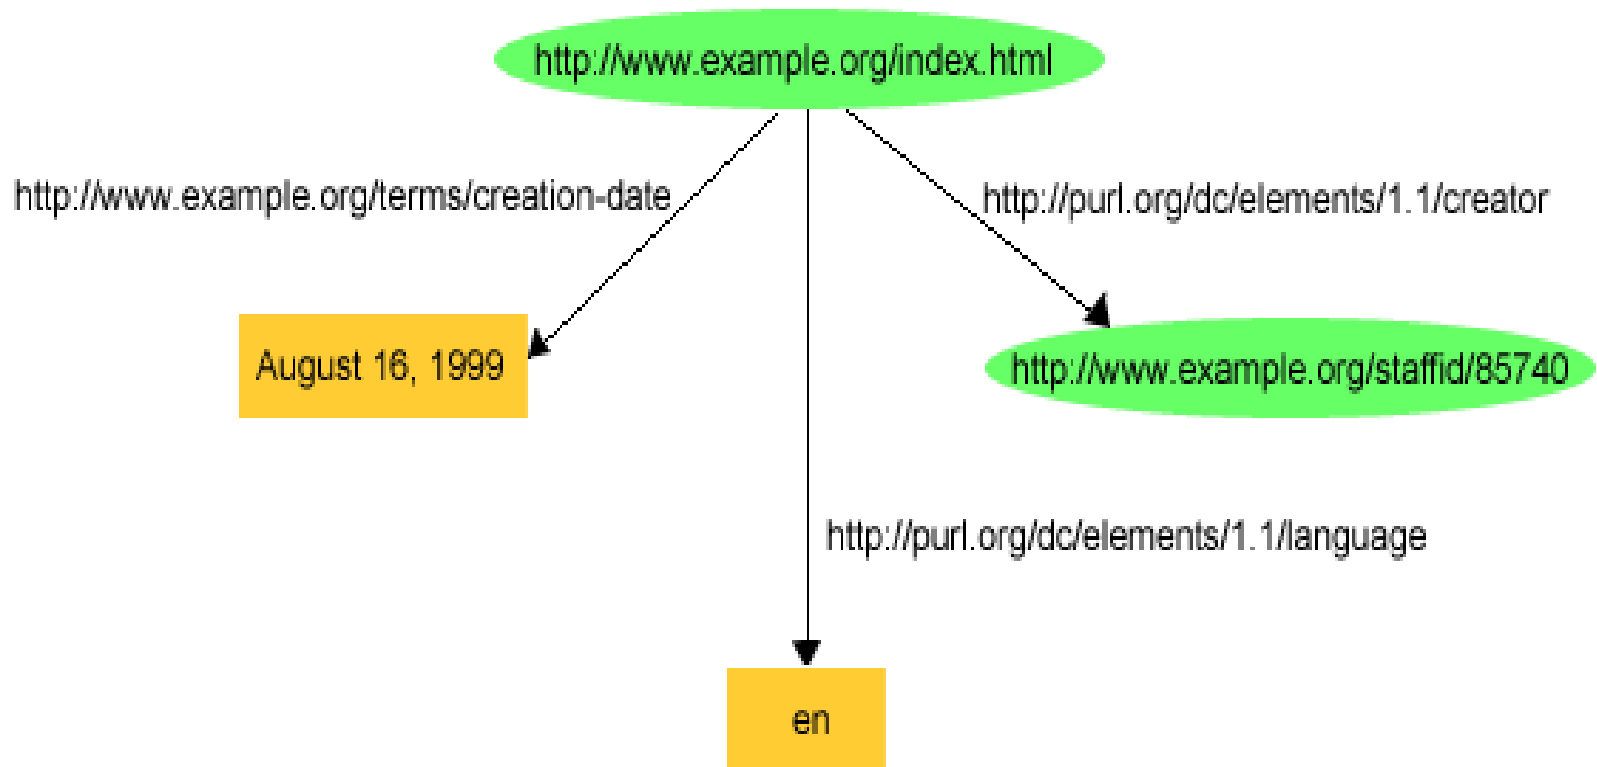 http://www.example.org/index.html
http://www.example.org/terms/creation-date
http://purl.org/dc/elements/1.1/creator
August 16, 1999
http://www.example.org/staffid/85740
http://purl.org/dc/elements/1.1/language
en